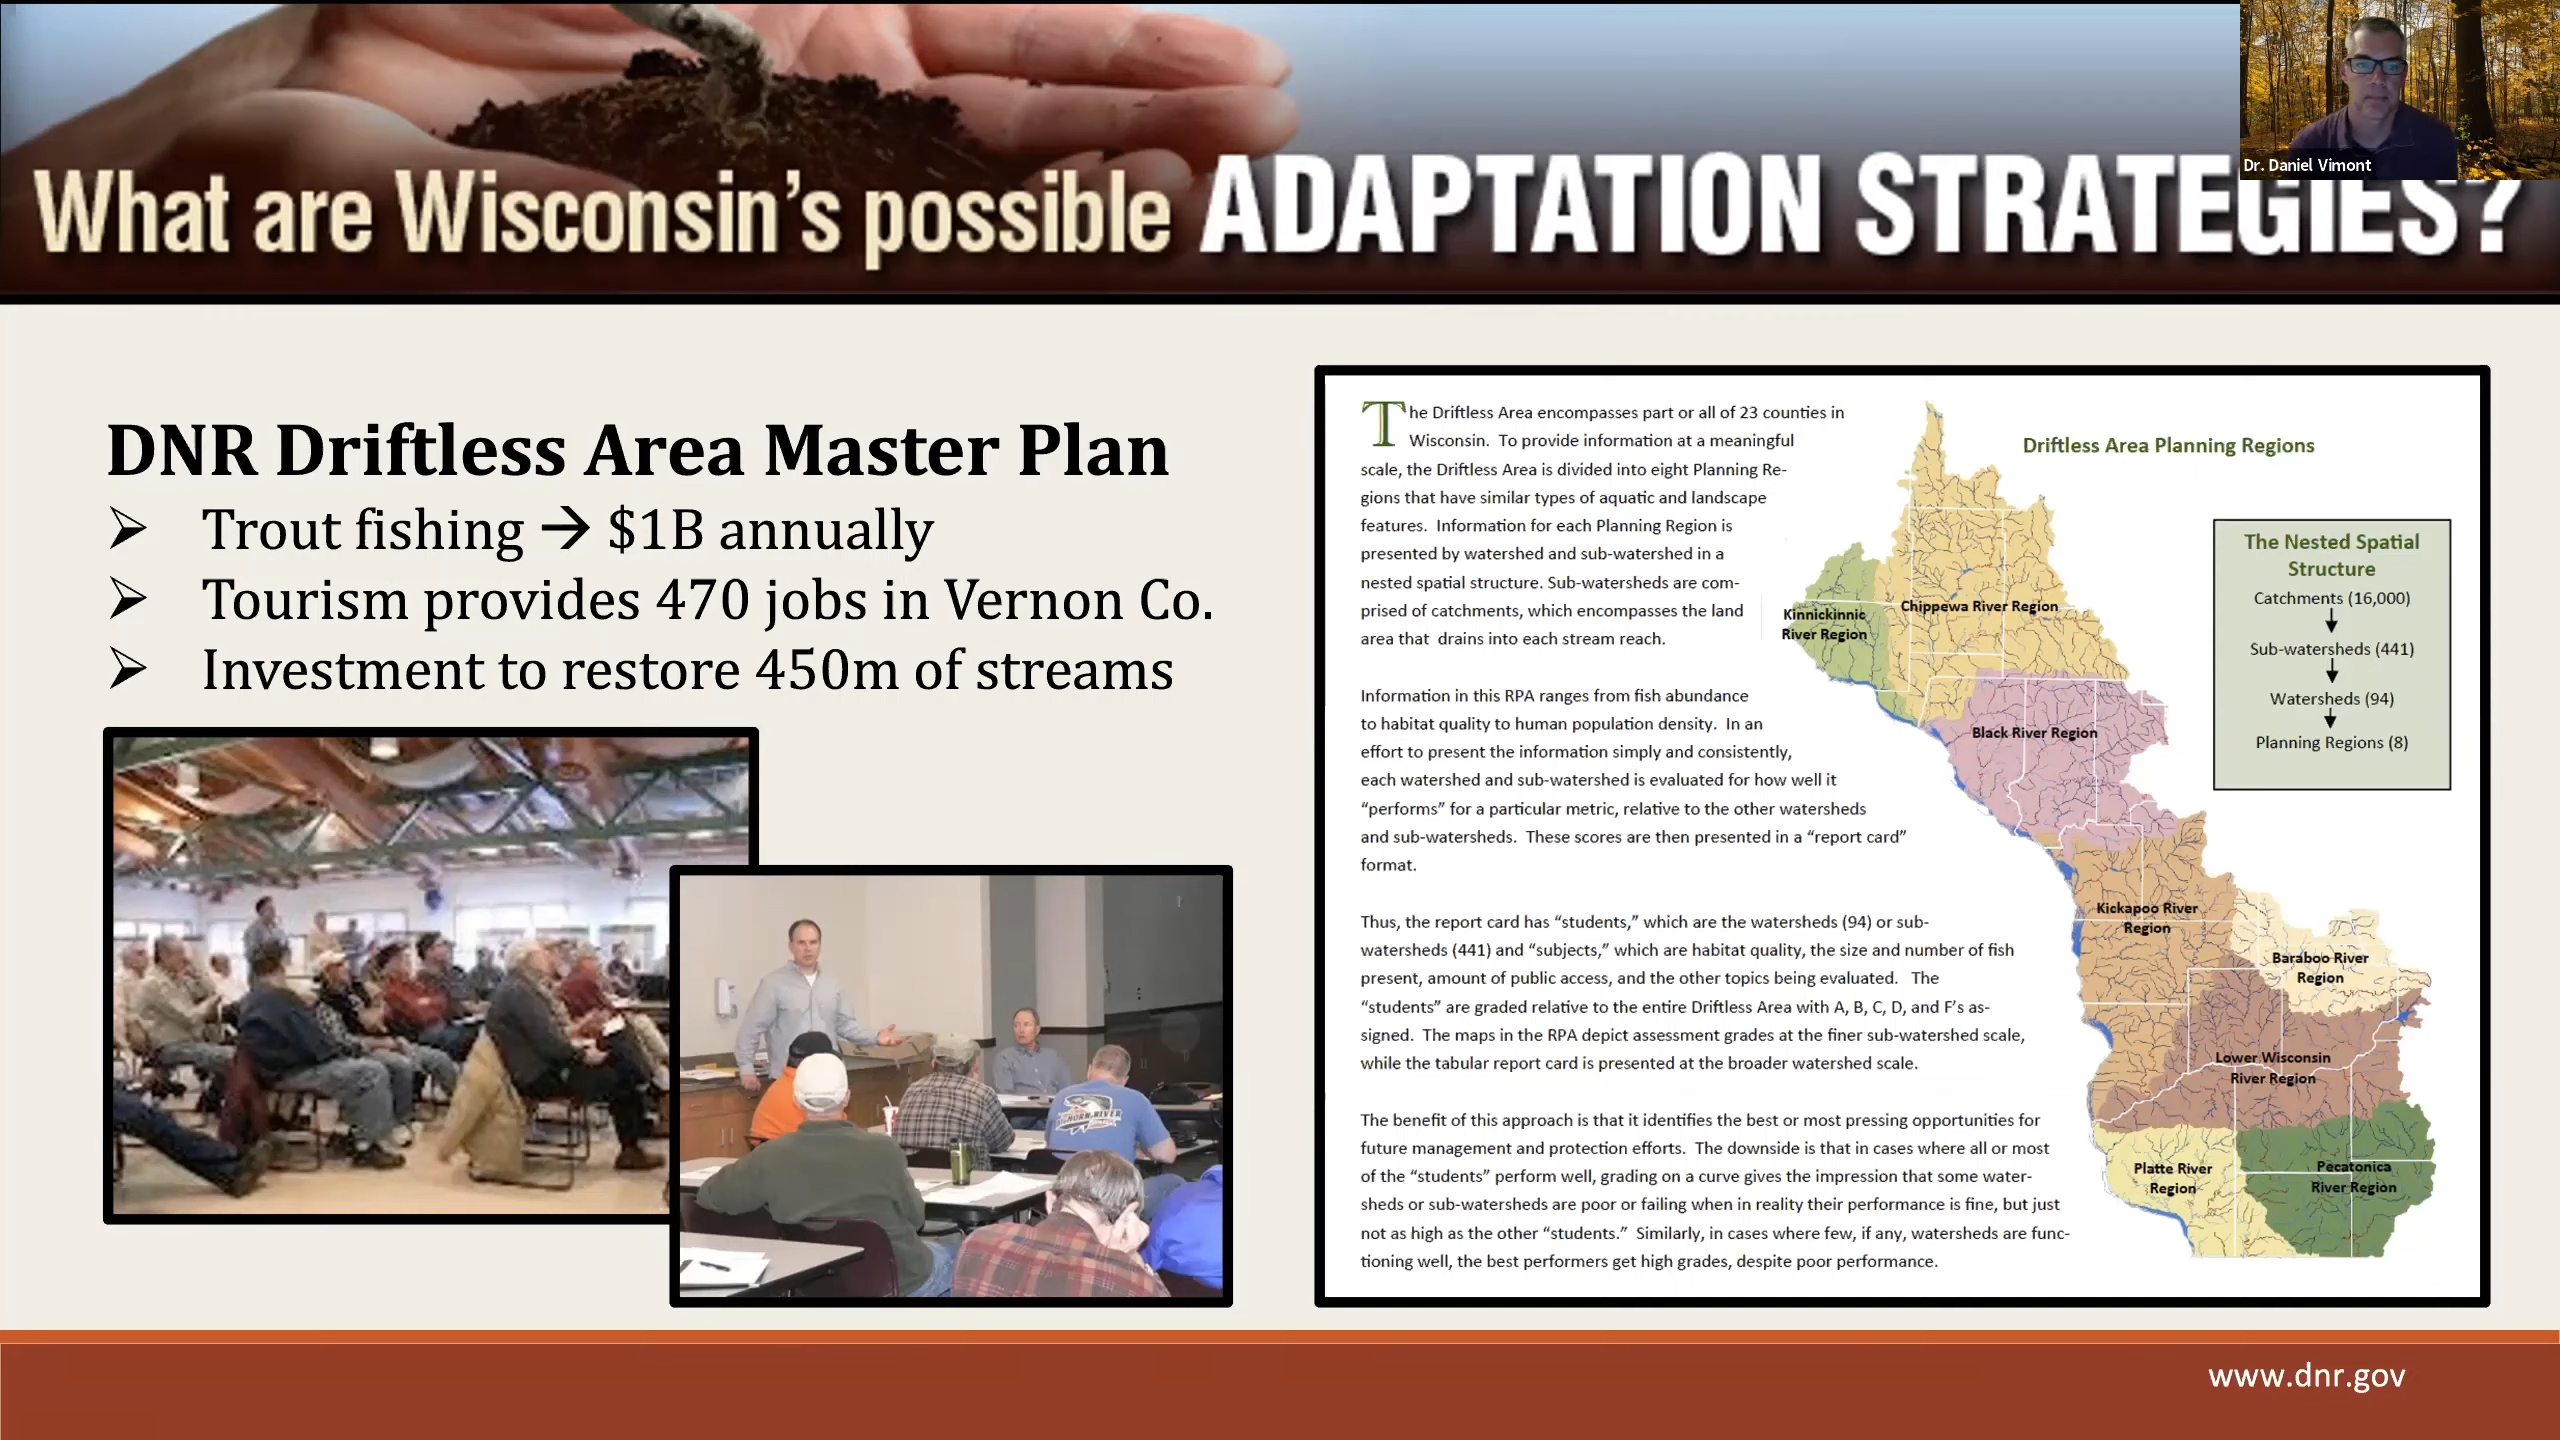 Dr. Daniel Vimont
What are Wisconsin's possible ADAPTATION STRATEGIES?
DNR Driftless Area Master Plan
➢ Trout fishing → $1B annually
➢ Tourism provides 470 jobs in Vernon Co.
➢ Investment to restore 450m of streams
The Driftless Area encompasses part or all of 23 counties in
Wisconsin. To provide information at a meaningful
scale, the Driftless Area is divided into eight Planning Re-
gions that have similar types of aquatic and landscape
features. Information for each Planning Region is
presented by watershed and sub-watershed in a
nested spatial structure. Sub-watersheds are com-
prised of catchments, which encompasses the land
area that drains into each stream reach.
Information in this RPA ranges from fish abundance
to habitat quality to human population density. In an
effort to present the information simply and consistently,
each watershed and sub-watershed is evaluated for how well it
“performs” for a particular metric, relative to the other watersheds
and sub-watersheds. These scores are then presented in a “report card”
format.
Thus, the report card has “students,” which are the watersheds (94) or sub-
watersheds (441) and “subjects,” which are habitat quality, the size and number of fish
present, amount of public access, and the other topics being evaluated. The
“students” are graded relative to the entire Driftless Area with A, B, C, D, and F’s as-
signed. The maps in the RPA depict assessment grades at the finer sub-watershed scale,
while the tabular report card is presented at the broader watershed scale.
The benefit of this approach is that it identifies the best or most pressing opportunities for
future management and protection efforts. The downside is that in cases where all or most
of the “students” perform well, grading on a curve gives the impression that some water-
sheds or sub-watersheds are poor or failing when in reality their performance is fine, but just
not as high as the other “students.” Similarly, in cases where few, if any, watersheds are func-
tioning well, the best performers get high grades, despite poor performance.
Driftless Area Planning Regions
The Nested Spatial
Structure
Catchments (16,000)
Sub-watersheds (441)
Watersheds (94)
Planning Regions (8)
Kinnickinnic
River Region
Chippewa River Region
Black River Region
Kickapoo River
Region
Baraboo River
Region
Lower Wisconsin
River Region
Platte River
Region
Pecatonica
River Region
www.dnr.gov